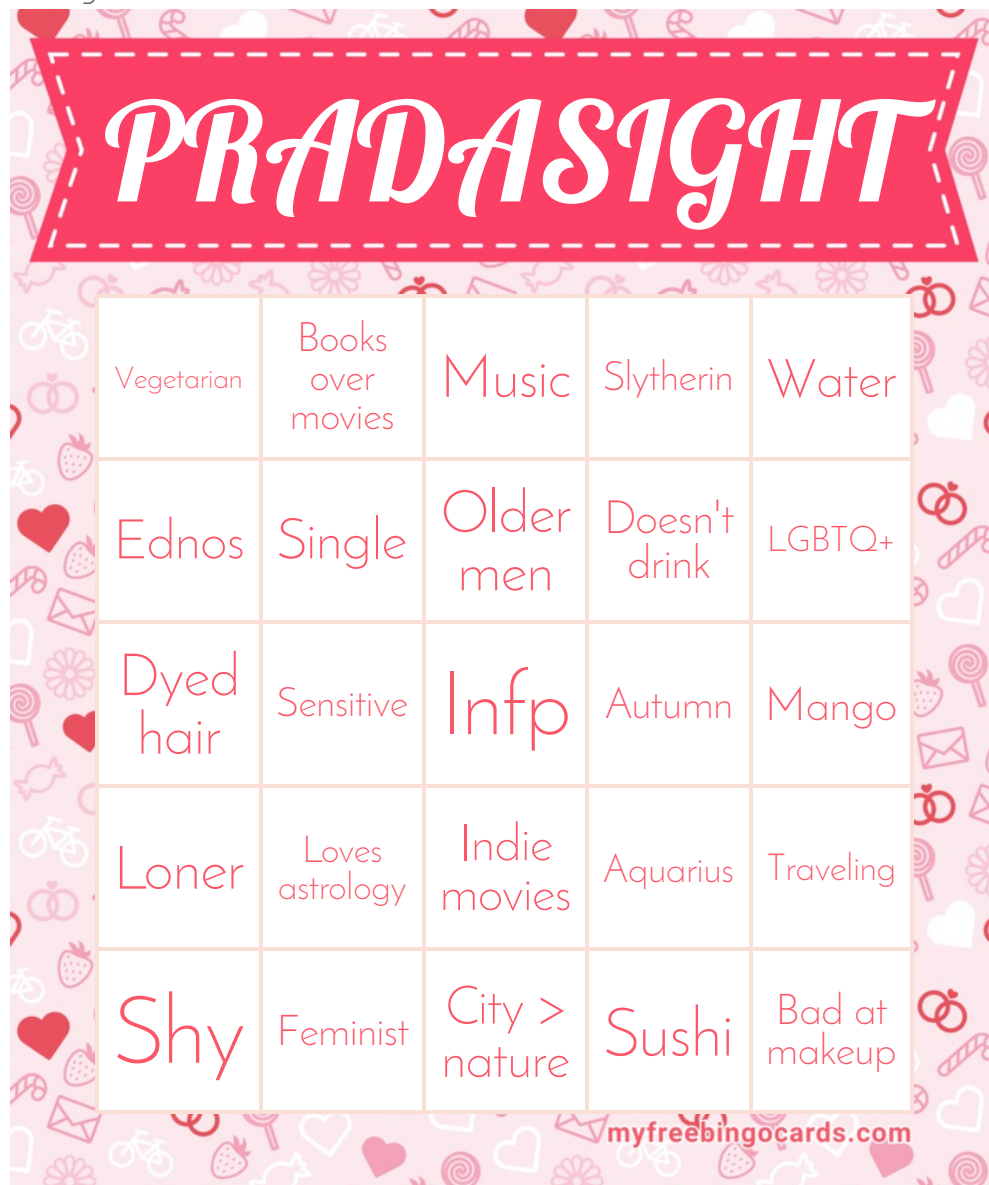 PRADASIGHT
Vegetarian
Books
over
movies
Music
Slytherin
Water
Ednos
Single
Older
men
Doesn't
drink
LGBTQ+
Dyed
hair
Sensitive
Infp
Autumn
Mango
Loner
Loves
astrology
Indie
movies
Aquarius
Traveling
Shy
Feminist
City >
nature
Sushi
Bad at
makeup
myfreebingocards.com